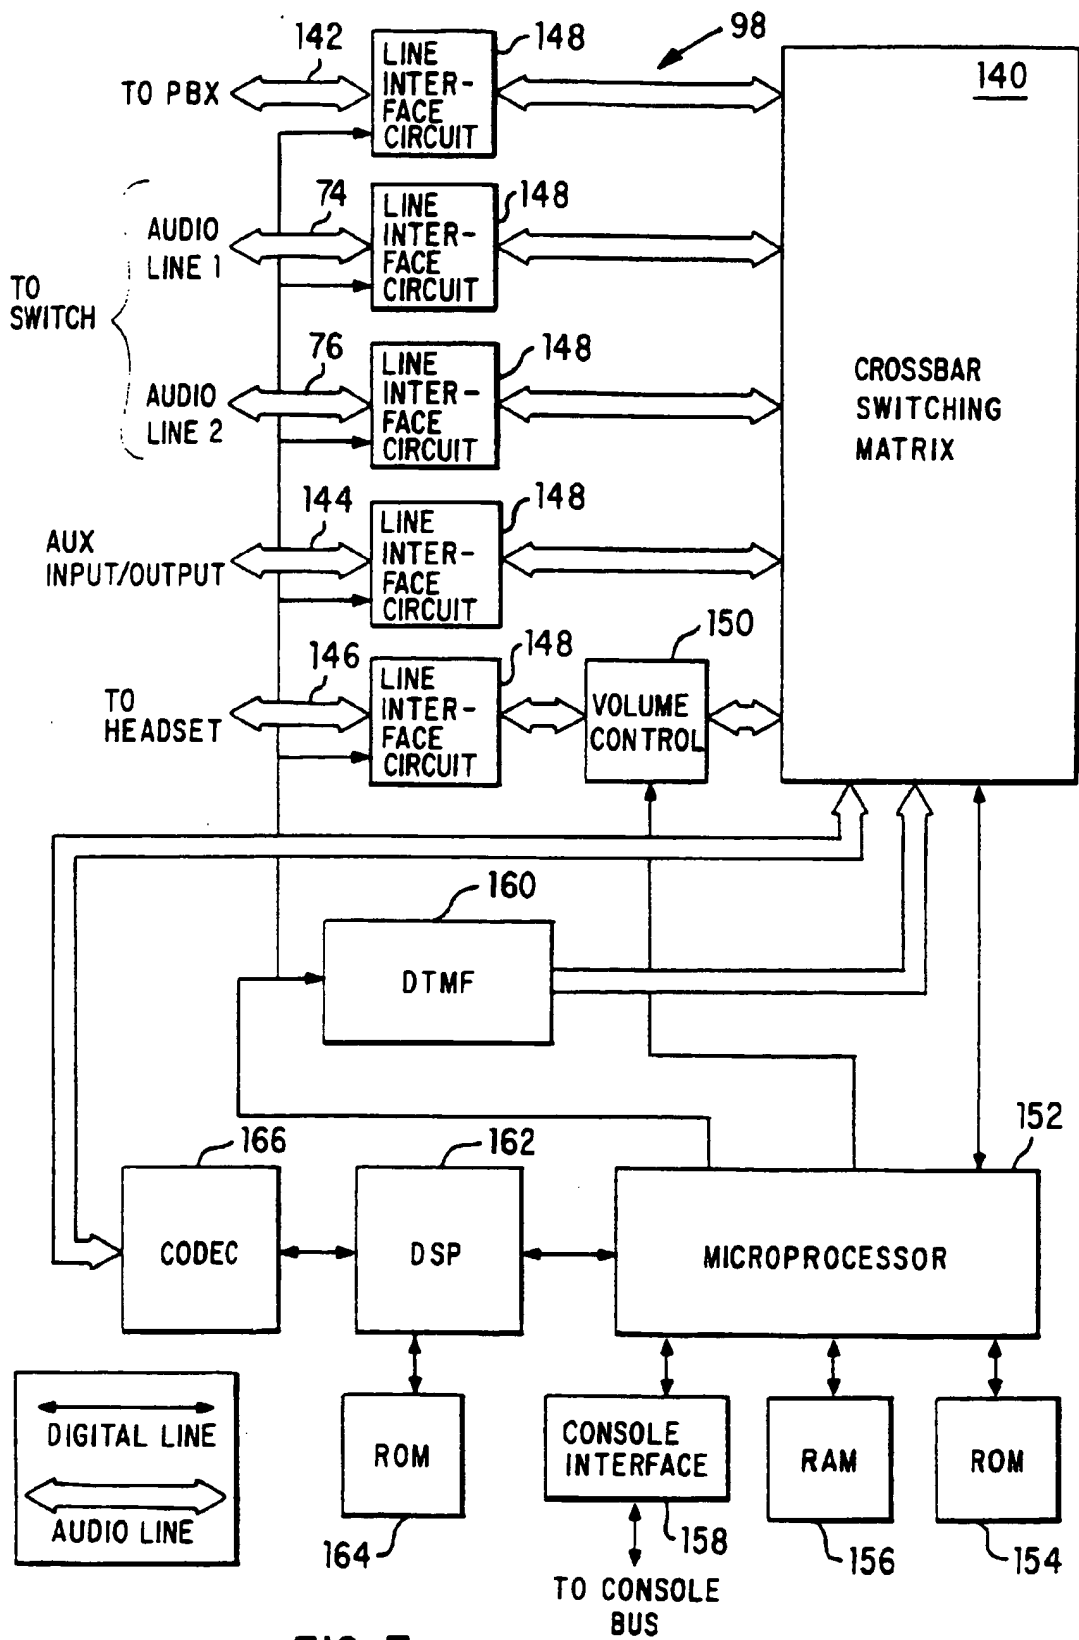 142
148
98
TO PBX
LINE
INTER-
FACE
CIRCUIT
140
74
148
AUDIO
LINE 1
LINE
INTER-
FACE
CIRCUIT
TO
SWITCH
76
148
AUDIO
LINE 2
LINE
INTER-
FACE
CIRCUIT
CROSSBAR
SWITCHING
MATRIX
144
148
AUX
INPUT/OUTPUT
LINE
INTER-
FACE
CIRCUIT
146
148
150
TO
HEADSET
LINE
INTER-
FACE
CIRCUIT
VOLUME
CONTROL
160
DTMF
166
162
152
CODEC
DSP
MICROPROCESSOR
DIGITAL LINE
AUDIO LINE
ROM
164
CONSOLE
INTERFACE
158
RAM
156
ROM
154
TO CONSOLE
BUS